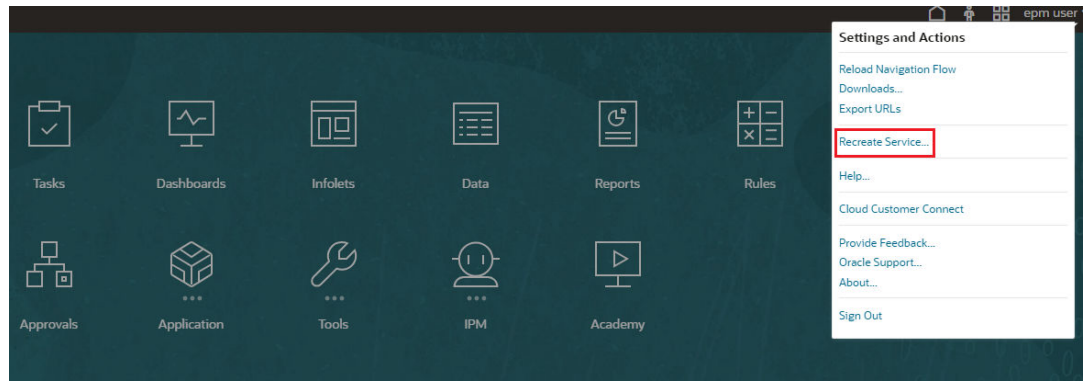 epm user
Settings and Actions
Reload Navigation Flow
Downloads...
Export URLs
Recreate Service...
Help...
Cloud Customer Connect
Provide Feedback...
Oracle Support...
About...
Sign Out
Tasks
Dashboards
Infolets
Data
Reports
Rules
Approvals
Application
Tools
IPM
Academy